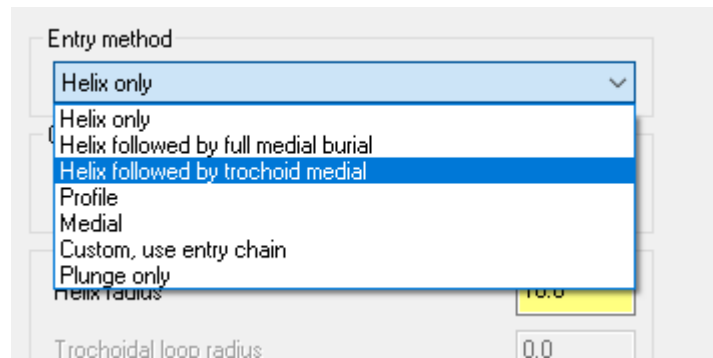 Entry method
Helix only
Helix only
Helix followed by full medial burial
Helix followed by trochoid medial
Profile
Medial
Custom, use entry chain
Plunge only
Helix radius 10.0
Trochoidal loop radius 0.0